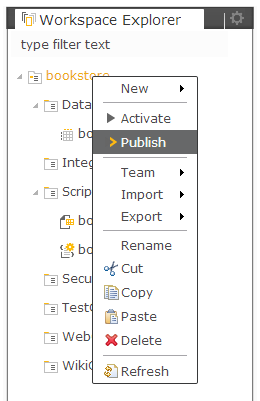 Workspace Explorer
type filter text
bookstore
New
Data
Activate
bo
Publish
Integ
Team
Scrip
Import
bo
Export
bo
Rename
Secu
Cut
Test
Copy
Web
Paste
Wiki
Delete
Refresh